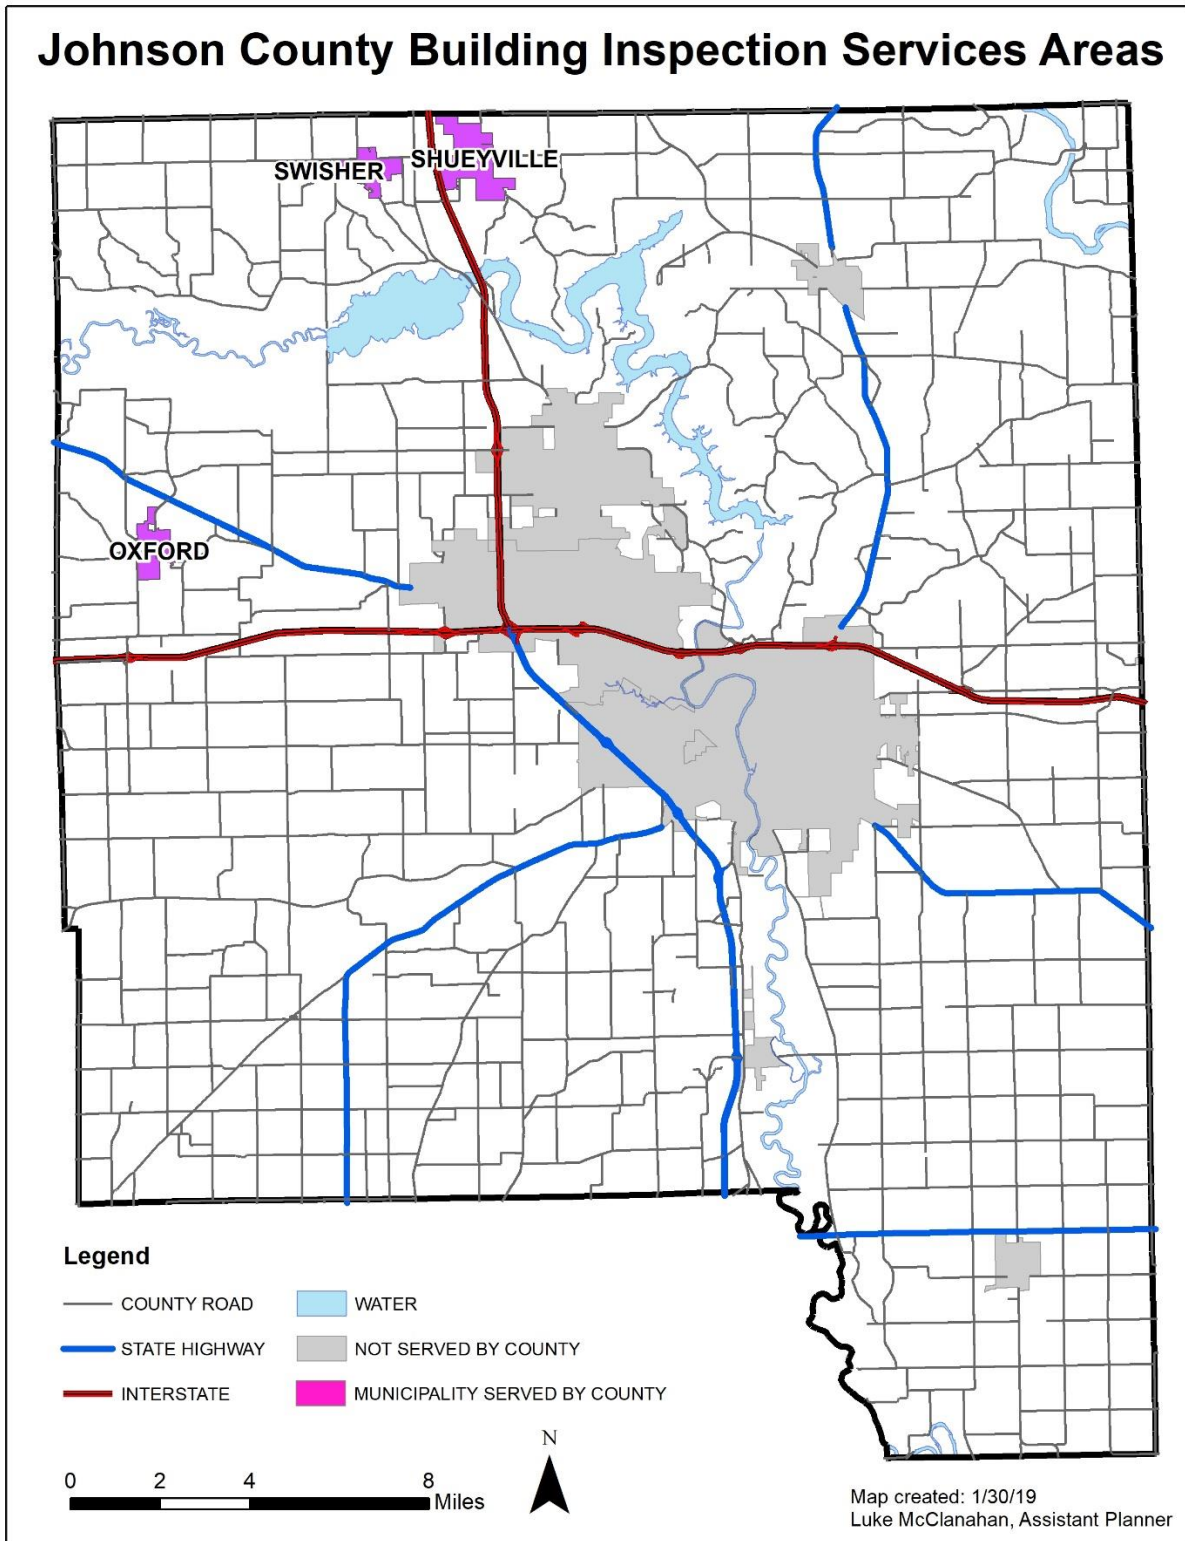 Johnson County Building Inspection Services Areas
SWISHER
SHUEYVILLE
OXFORD
Legend
COUNTY ROAD
WATER
STATE HIGHWAY
NOT SERVED BY COUNTY
INTERSTATE
MUNICIPALITY SERVED BY COUNTY
N
0 2 4 8
Miles
Map created: 1/30/19
Luke McClanahan, Assistant Planner